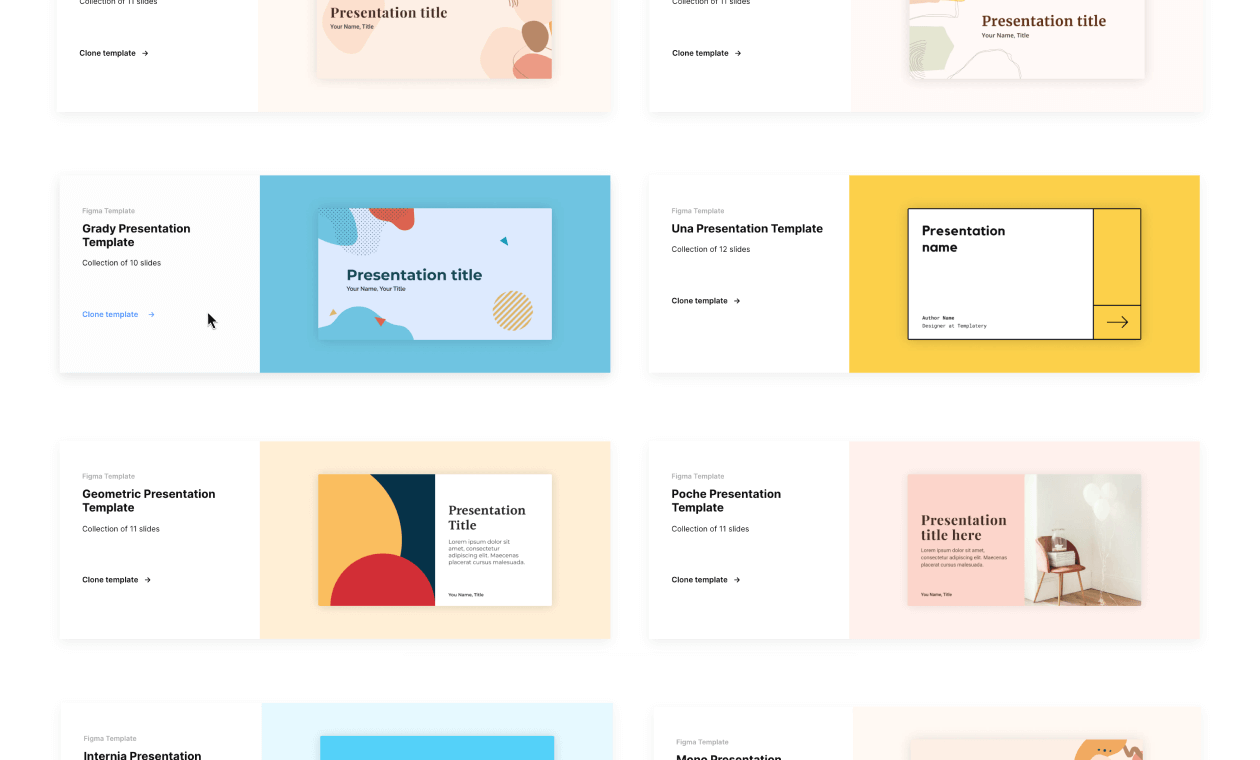 Collection of 11 slides
Clone template →
Presentation title
Your Name, Title
Collection of 11 slides
Clone template →
Presentation title
Your Name, Title
Figma Template
Grady Presentation
Template
Collection of 10 slides
Clone template →
Presentation title
Your Name. Your Title
Figma Template
Una Presentation Template
Collection of 12 slides
Clone template →
Presentation
name
Author Name
Designer at Templatery
Figma Template
Geometric Presentation
Template
Collection of 11 slides
Clone template →
Presentation
Title
Lorem ipsum dolor sit
amet, consectetur
adipiscing elit. Maecenas
placerat cursus malesuada.
You Name, Title
Figma Template
Poche Presentation
Template
Collection of 11 slides
Clone template →
Presentation
title here
Lorem ipsum dolor sit amet,
consectetur adipiscing elit. Maecenas
placerat cursus malesuada.
You Name, Title
Figma Template
Internia Presentation
Figma Template
Mono Presentation